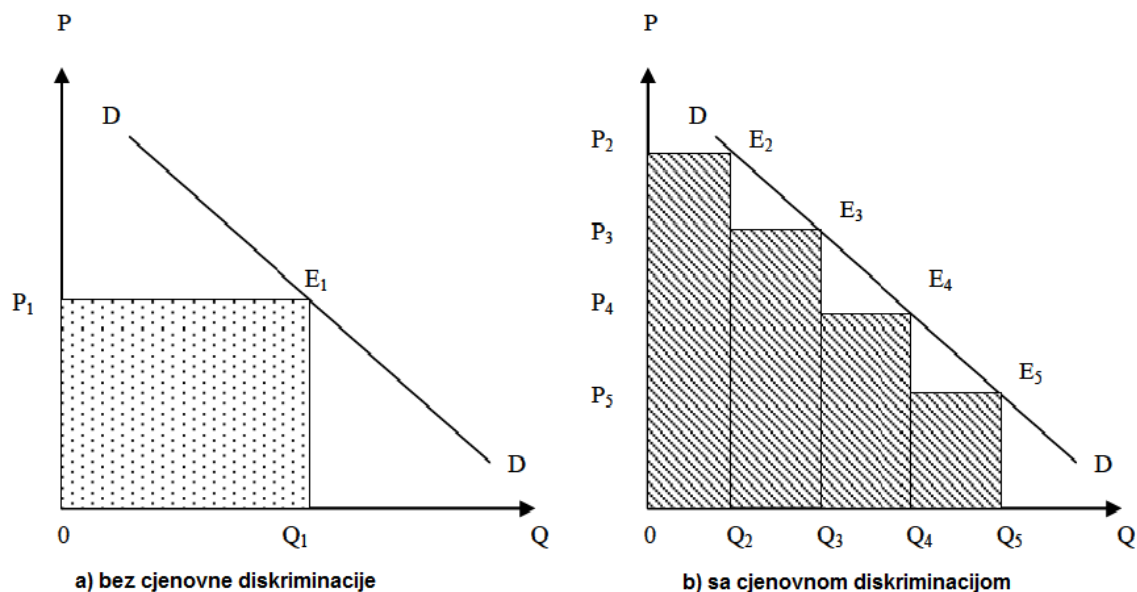 P
D
P₁
E₁
D
0
Q₁
Q
a) bez cjenovne diskriminacije
P
D
P₂
E₂
P₃
E₃
P₄
E₄
P₅
E₅
D
0
Q₂
Q₃
Q₄
Q₅
Q
b) sa cjenovnom diskriminacijom